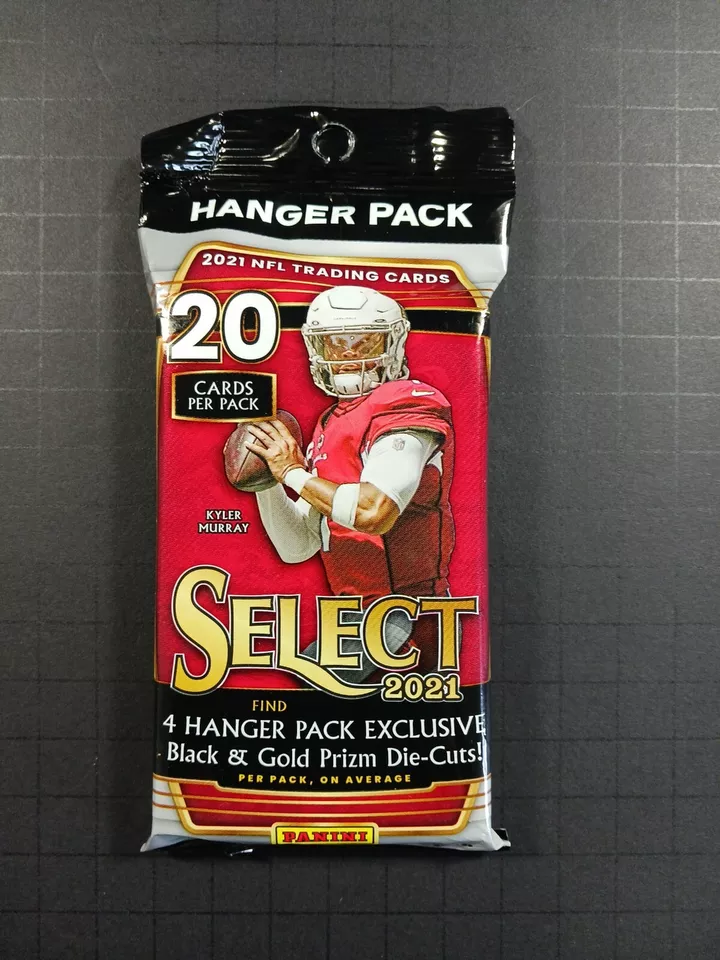 HANGER PACK
2021 NFL TRADING CARDS
20
CARDS
PER PACK
KYLER
MURRAY
SELECT
2021
FIND
4 HANGER PACK EXCLUSIVE
Black & Gold Prizm Die-Cuts!
PER PACK, ON AVERAGE
PANINI